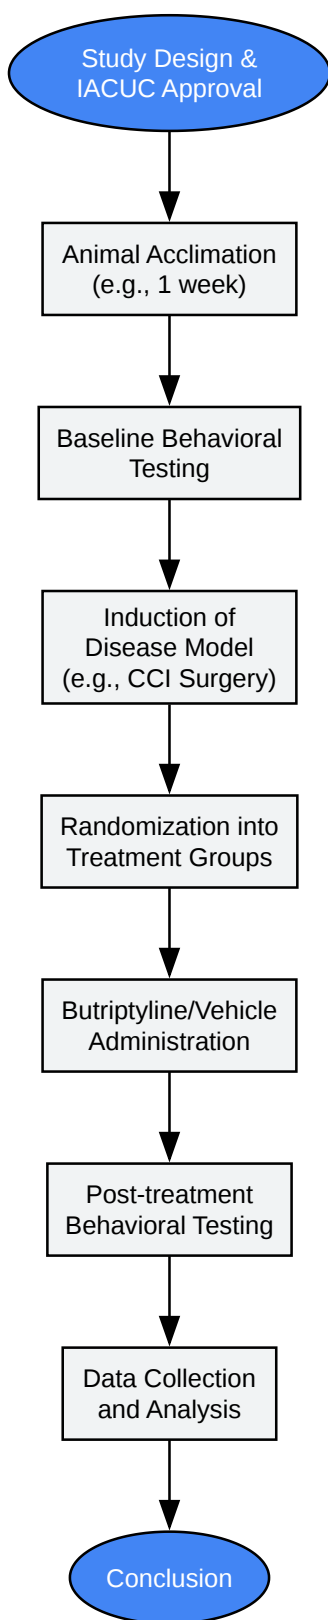 Study Design &
IACUC Approval
Animal Acclimation
(e.g., 1 week)
Baseline Behavioral
Testing
Induction of
Disease Model
(e.g., CCI Surgery)
Randomization into
Treatment Groups
Butriptyline/Vehicle
Administration
Post-treatment
Behavioral Testing
Data Collection
and Analysis
Conclusion